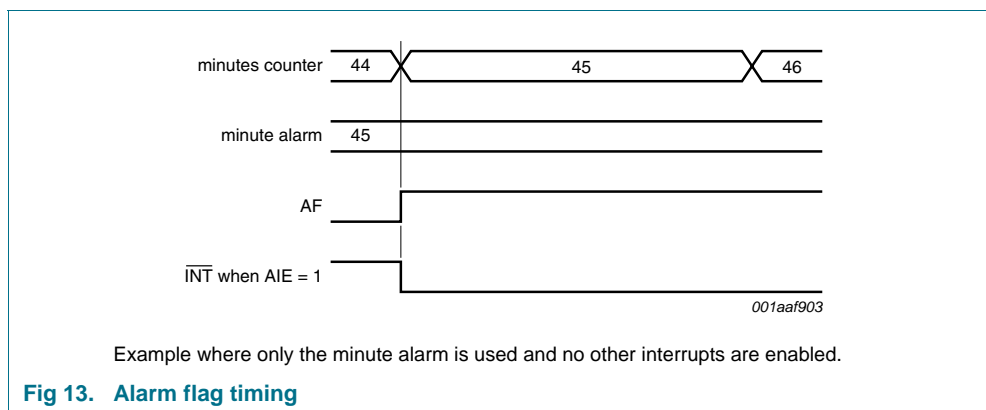 minutes counter 44 45 46
minute alarm 45
AF
INT when AIE = 1
001aaf903
Example where only the minute alarm is used and no other interrupts are enabled.
Fig 13. Alarm flag timing